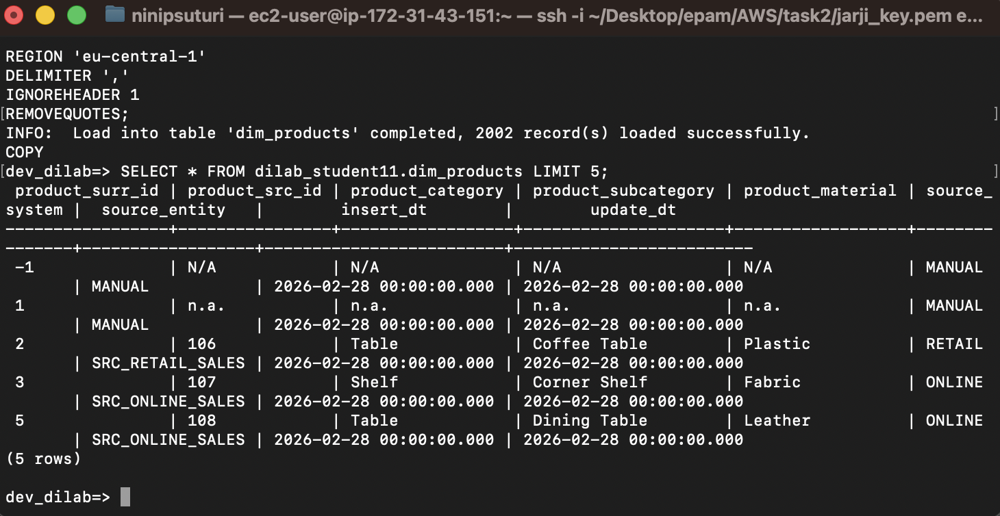 ninipsuturi — ec2-user@ip-172-31-43-151:~ — ssh -i ~/Desktop/epam/AWS/task2/jarji_key.pem e...
REGION 'eu-central-1'
DELIMITER ','
IGNOREHEADER 1
[REMOVEQUOTES; ]
INFO:  Load into table 'dim_products' completed, 2002 record(s) loaded successfully.
COPY
[dev_dilab=> SELECT * FROM dilab_student11.dim_products LIMIT 5; ]
 product_surr_id | product_src_id | product_category | product_subcategory | product_material | source_
system |  source_entity   |        insert_dt        |        update_dt
-----------------+----------------+------------------+---------------------+------------------+--------
-------+------------------+-------------------------+-------------------------
 -1              | N/A            | N/A              | N/A                 | N/A              | MANUAL
       | MANUAL           | 2026-02-28 00:00:00.000 | 2026-02-28 00:00:00.000
 1               | n.a.           | n.a.             | n.a.                | n.a.             | MANUAL
       | MANUAL           | 2026-02-28 00:00:00.000 | 2026-02-28 00:00:00.000
 2               | 106            | Table            | Coffee Table        | Plastic          | RETAIL
       | SRC_RETAIL_SALES | 2026-02-28 00:00:00.000 | 2026-02-28 00:00:00.000
 3               | 107            | Shelf            | Corner Shelf        | Fabric           | ONLINE
       | SRC_ONLINE_SALES | 2026-02-28 00:00:00.000 | 2026-02-28 00:00:00.000
 5               | 108            | Table            | Dining Table        | Leather          | ONLINE
       | SRC_ONLINE_SALES | 2026-02-28 00:00:00.000 | 2026-02-28 00:00:00.000
(5 rows)
dev_dilab=>